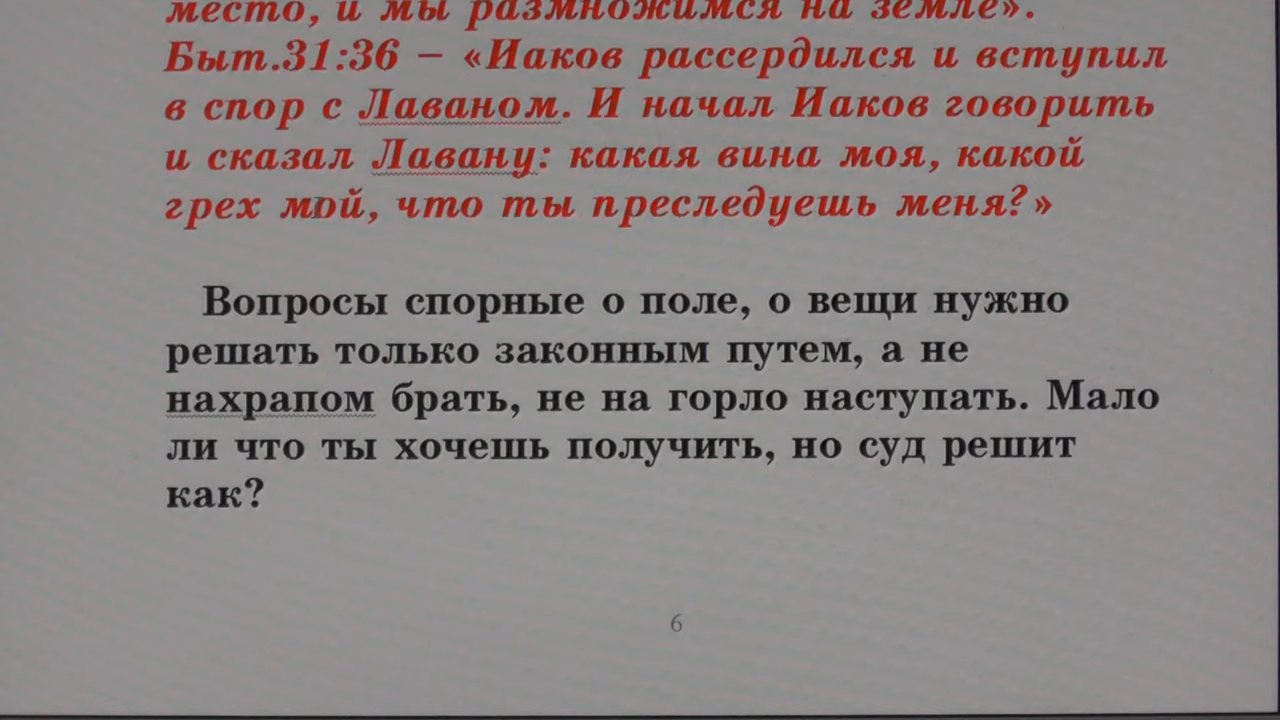 место, и мы размножимся на земле».
Быт.31:36 – «Иаков рассердился и вступил
в спор с Лаваном. И начал Иаков говорить
и сказал Лавану: какая вина моя, какой
грех мой, что ты преследуешь меня?»
Вопросы спорные о поле, о вещи нужно
решать только законным путем, а не
нахрапом брать, не на горло наступать. Мало
ли что ты хочешь получить, но суд решит
как?
6